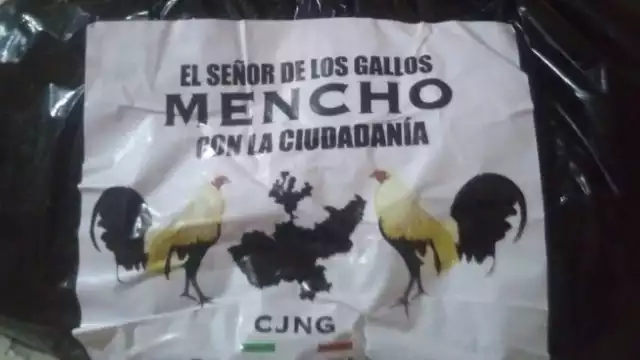 EL SEÑOR DE LOS GALLOS
MENCHO
CON LA CIUDADANÍA
CJNG